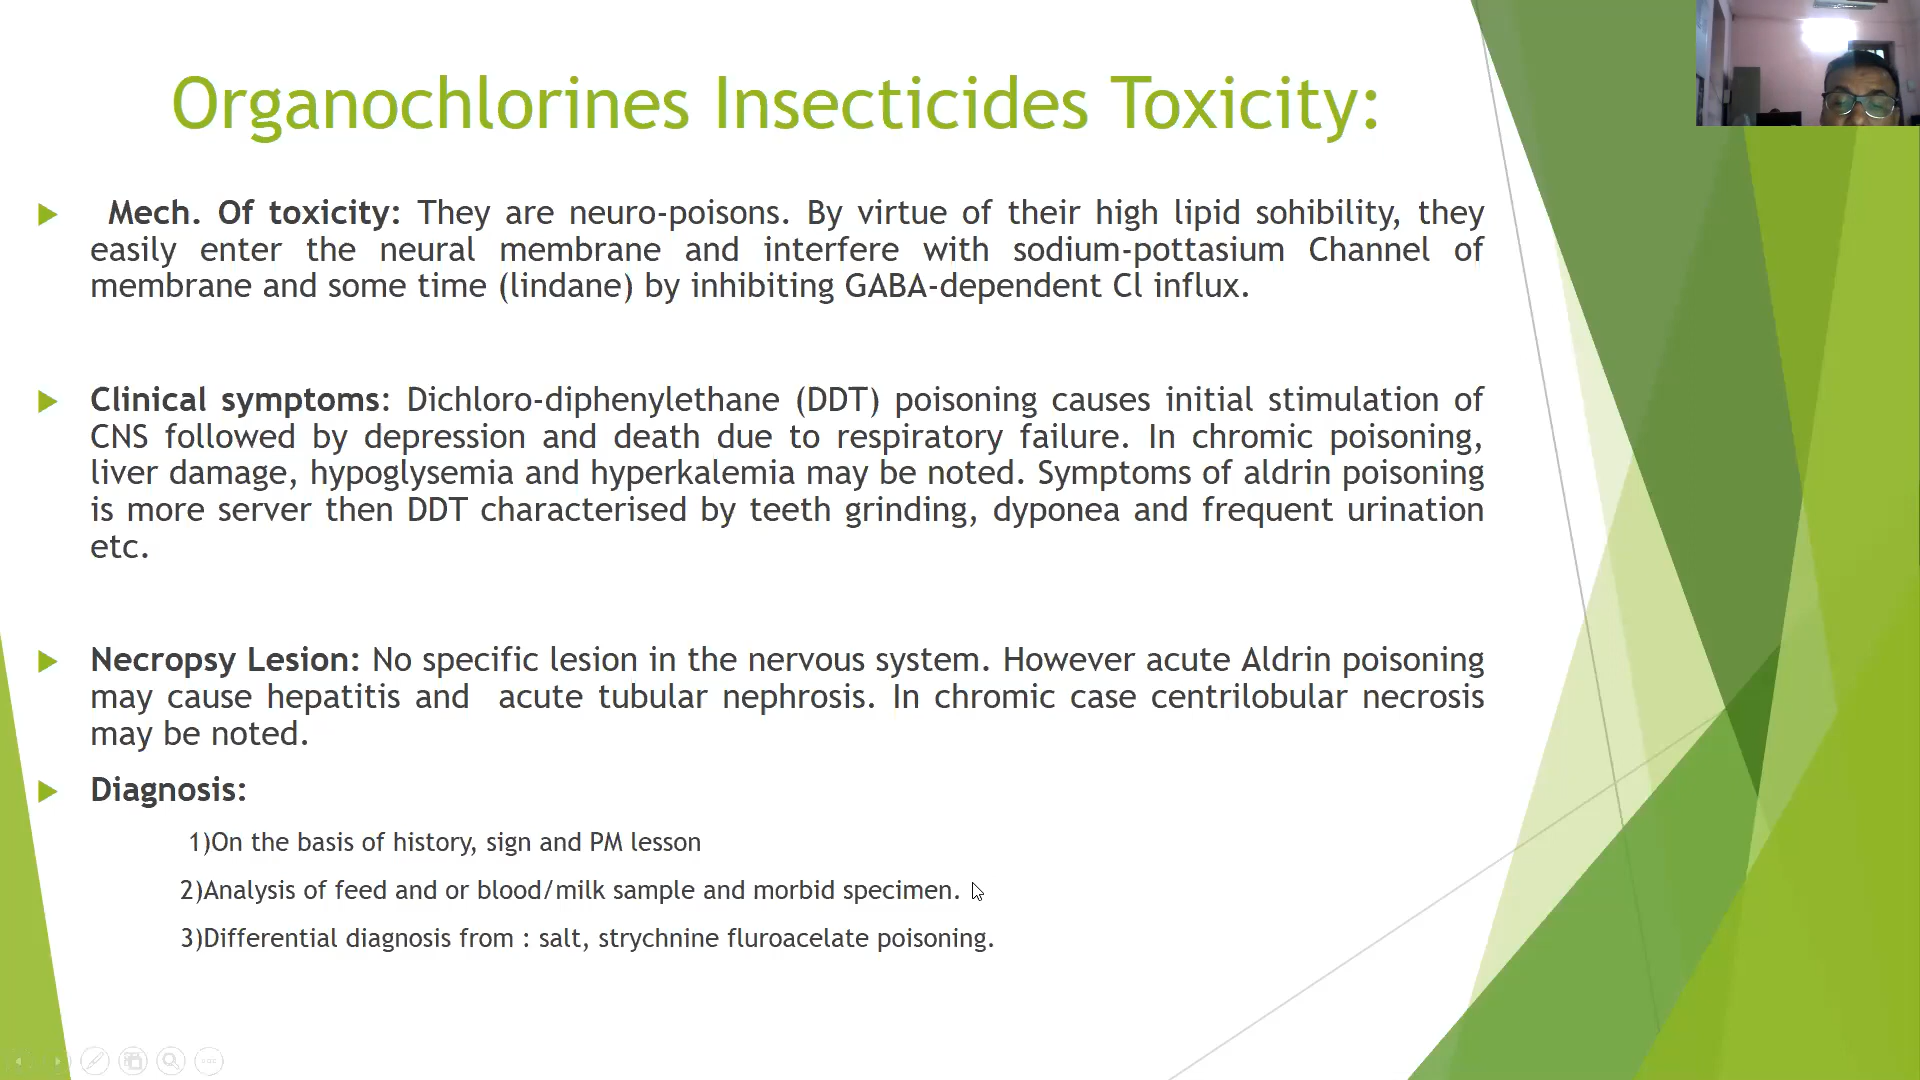 Organochlorines Insecticides Toxicity:
Mech. Of toxicity: They are neuro-poisons. By virtue of their high lipid sohibility, they
easily enter the neural membrane and interfere with sodium-pottasium Channel of
membrane and some time (lindane) by inhibiting GABA-dependent Cl influx.
Clinical symptoms: Dichloro-diphenylethane (DDT) poisoning causes initial stimulation of
CNS followed by depression and death due to respiratory failure. In chromic poisoning,
liver damage, hypoglysemia and hyperkalemia may be noted. Symptoms of aldrin poisoning
is more server then DDT characterised by teeth grinding, dyponea and frequent urination
etc.
Necropsy Lesion: No specific lesion in the nervous system. However acute Aldrin poisoning
may cause hepatitis and acute tubular nephrosis. In chromic case centrilobular necrosis
may be noted.
Diagnosis:
1)On the basis of history, sign and PM lesson
2)Analysis of feed and or blood/milk sample and morbid specimen.
3)Differential diagnosis from : salt, strychnine fluroacelate poisoning.